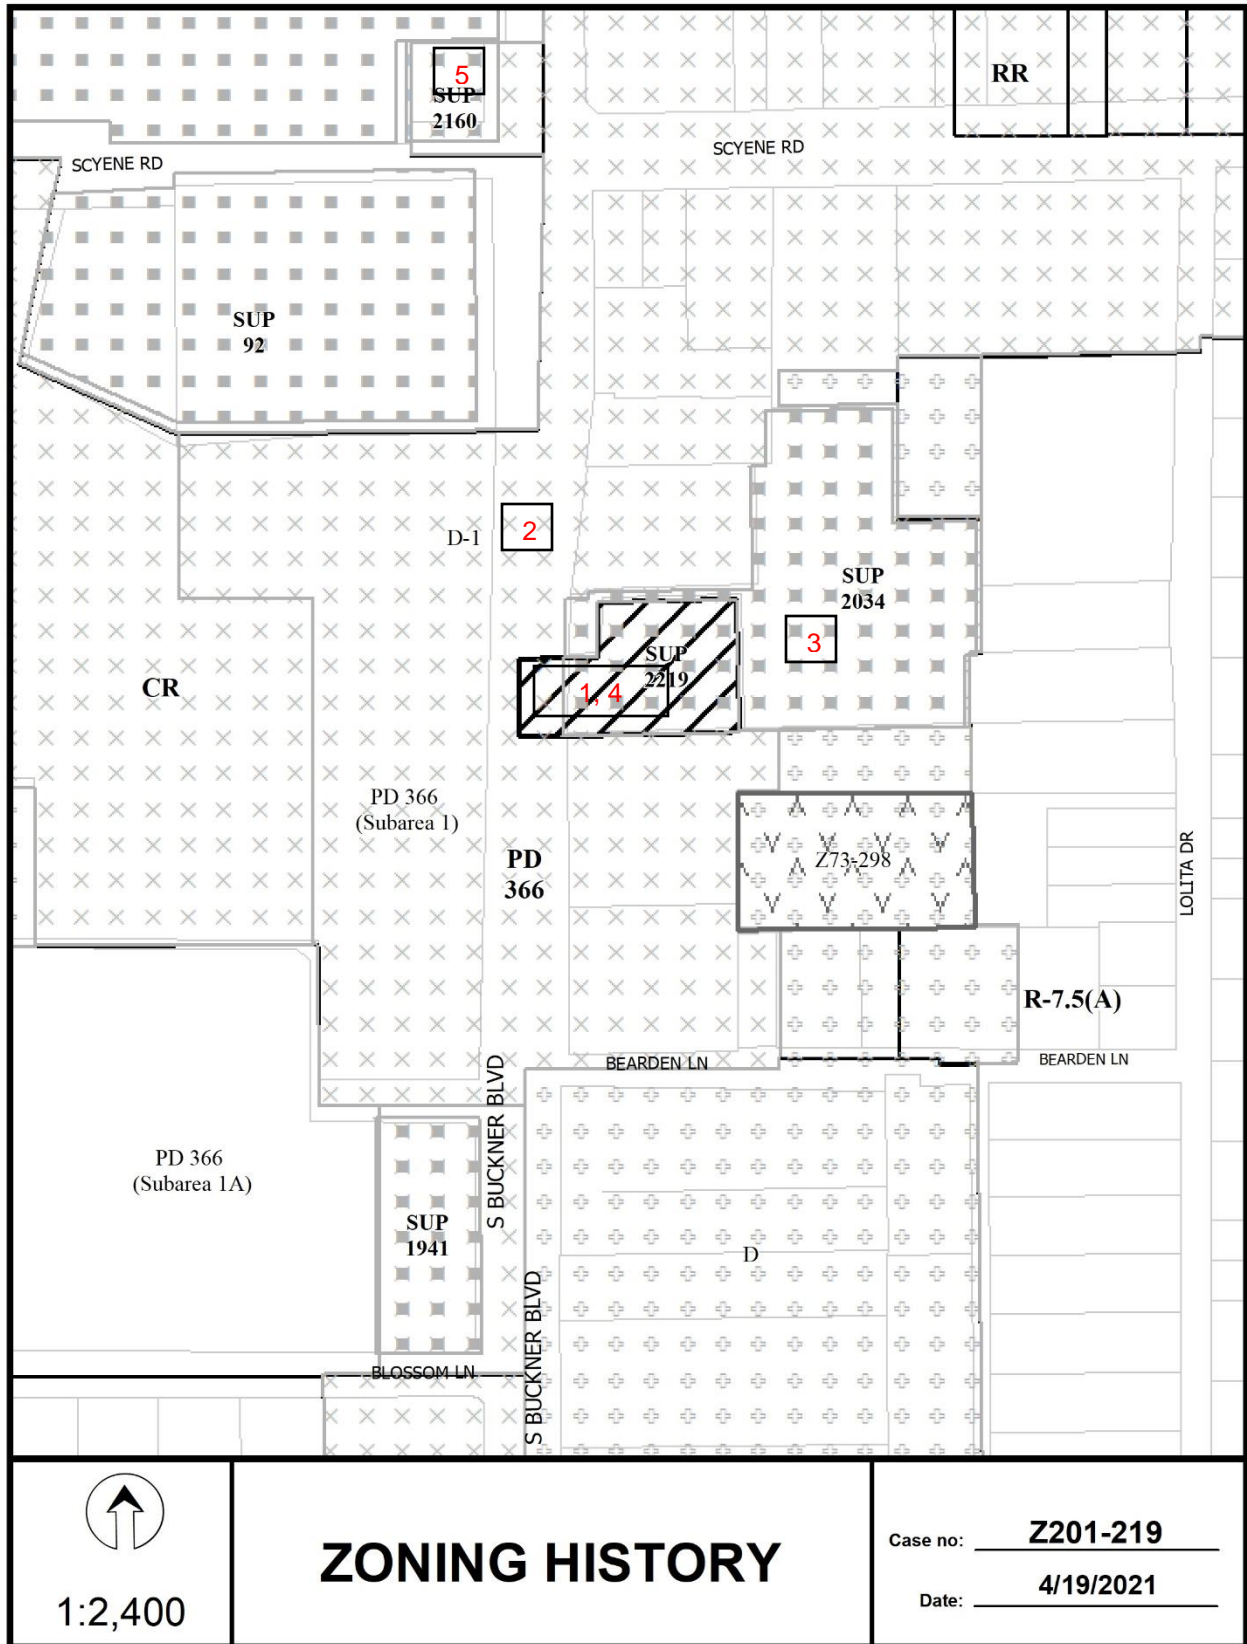 5
SUP
2160
RR
SCYENE RD
SCYENE RD
SUP
92
D-1
2
SUP
2034
3
SUP
2219
1, 4
CR
PD 366
(Subarea 1)
PD
366
Z73-298
LOLITA DR
R-7.5(A)
BEARDEN LN
BEARDEN LN
S BUCKNER BLVD
PD 366
(Subarea 1A)
SUP
1941
D
S BUCKNER BLVD
BLOSSOM LN
1:2,400
ZONING HISTORY
Case no: Z201-219
Date: 4/19/2021